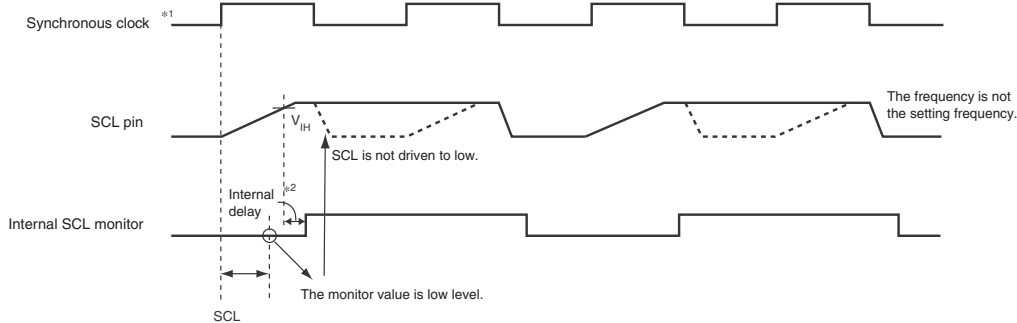 Synchronous clock *1
SCL pin
VIH
SCL is not driven to low.
The frequency is not
the setting frequency.
Internal *2
delay
Internal SCL monitor
The monitor value is low level.
SCL